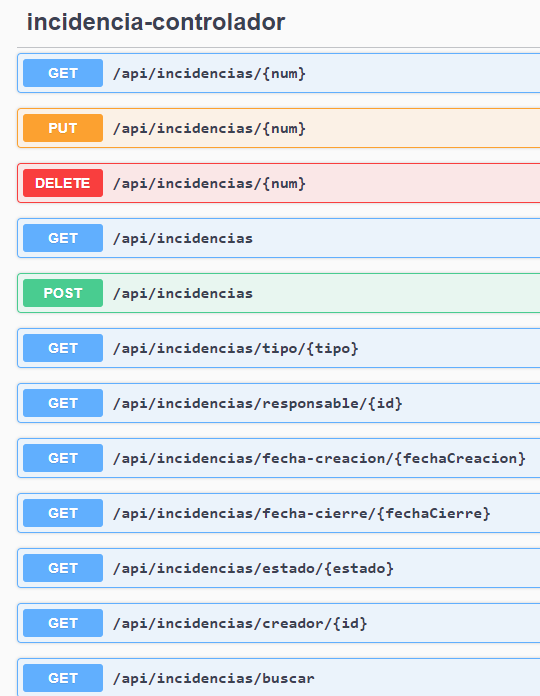 incidencia-controlador
GET /api/incidencias/{num}
PUT /api/incidencias/{num}
DELETE /api/incidencias/{num}
GET /api/incidencias
POST /api/incidencias
GET /api/incidencias/tipo/{tipo}
GET /api/incidencias/responsable/{id}
GET /api/incidencias/fecha-creacion/{fechaCreacion}
GET /api/incidencias/fecha-cierre/{fechaCierre}
GET /api/incidencias/estado/{estado}
GET /api/incidencias/creador/{id}
GET /api/incidencias/buscar